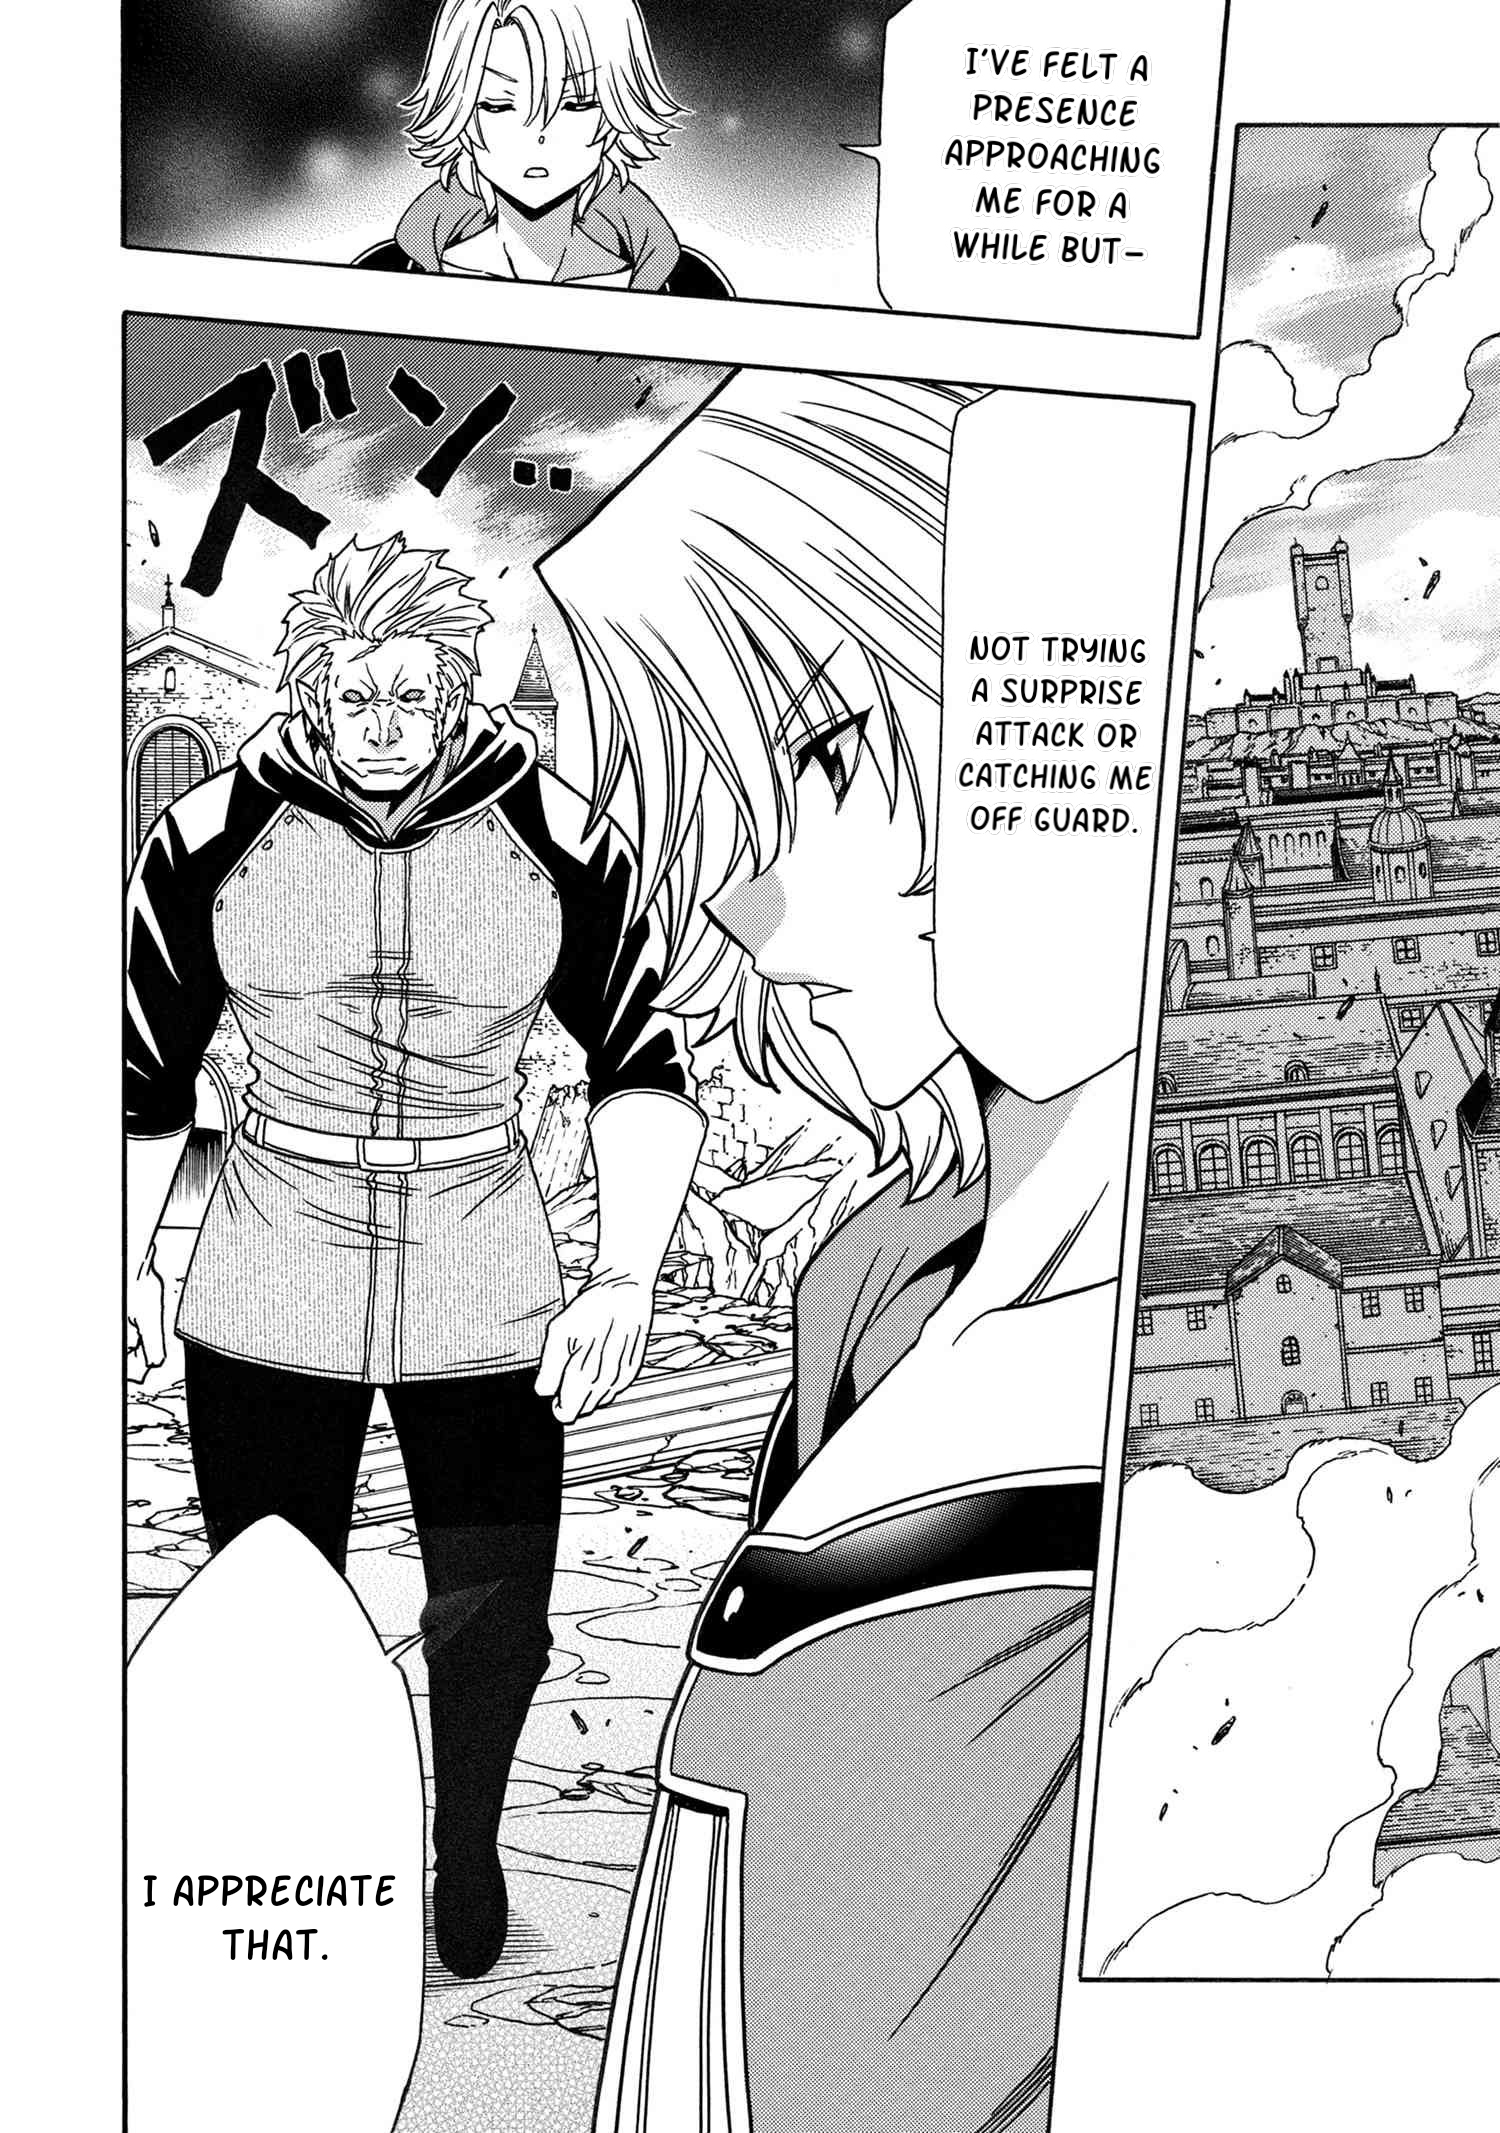 I'VE FELT A
PRESENCE
APPROACHING
ME FOR A
WHILE BUT-
ズン..
NOT TRYING
A SURPRISE
ATTACK OR
CATCHING ME
OFF GUARD.
I APPRECIATE
THAT.